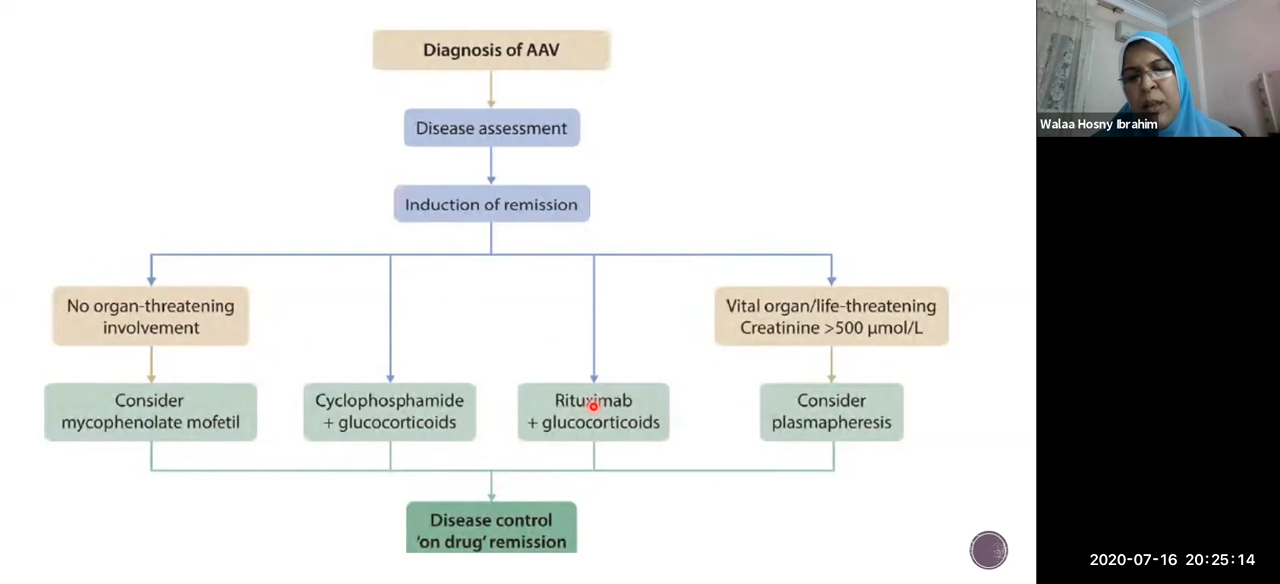 Diagnosis of AAV
Walaa Hosny Ibrahim
Disease assessment
Induction of remission
No organ-threatening
involvement
Vital organ/life-threatening
Creatinine >500 µmol/L
Consider
mycophenolate mofetil
Cyclophosphamide
+ glucocorticoids
Rituximab
+ glucocorticoids
Consider
plasmapheresis
Disease control
'on drug' remission
2020-07-16 20:25:14